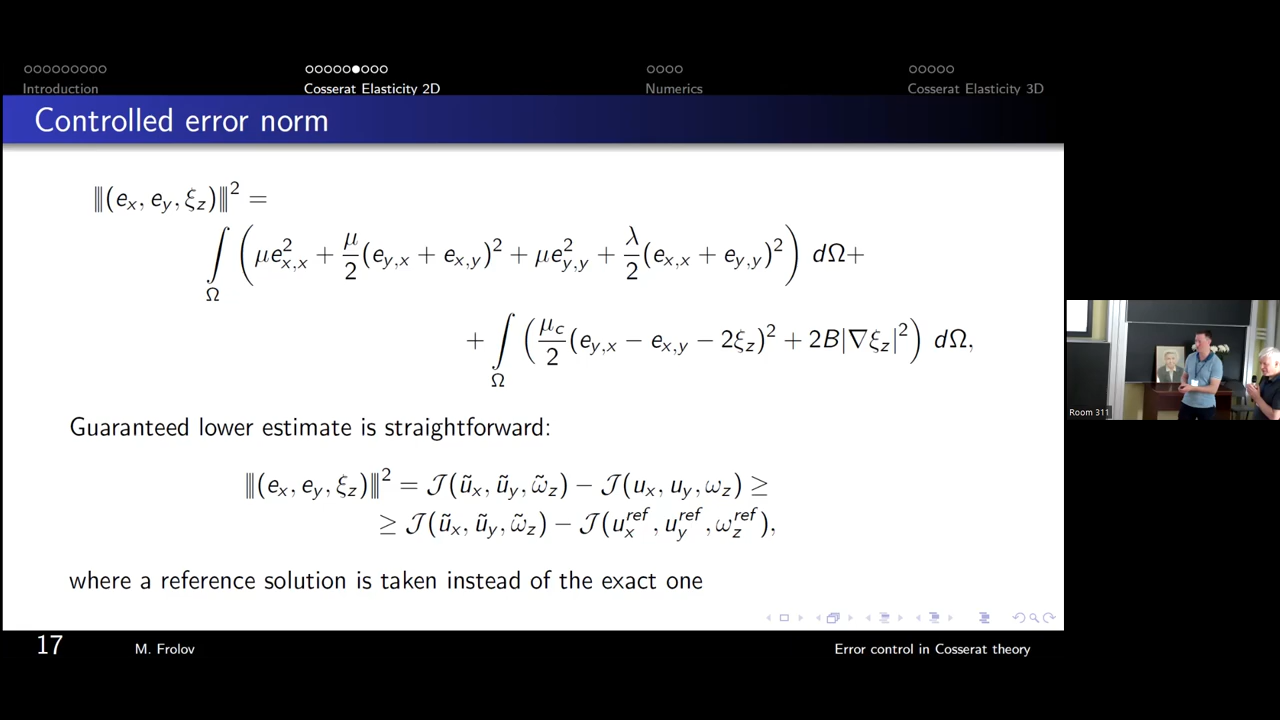 Introduction
Cosserat Elasticity 2D
Numerics
Cosserat Elasticity 3D
Controlled error norm
|||(e_x, e_y, ξ_z)|||² =
∫_Ω (μe²_{x,x} + μ/2 (e_{y,x} + e_{x,y})² + μe²_{y,y} + λ/2 (e_{x,x} + e_{y,y})²) dΩ+
+ ∫_Ω (μ_c/2 (e_{y,x} − e_{x,y} − 2ξ_z)² + 2B|∇ξ_z|²) dΩ,
Guaranteed lower estimate is straightforward:
|||(e_x, e_y, ξ_z)|||² = 𝒥(ũ_x, ũ_y, ω̃_z) − 𝒥(u_x, u_y, ω_z) ≥
≥ 𝒥(ũ_x, ũ_y, ω̃_z) − 𝒥(u_x^{ref}, u_y^{ref}, ω_z^{ref}),
where a reference solution is taken instead of the exact one
17
M. Frolov
Error control in Cosserat theory
Room 311